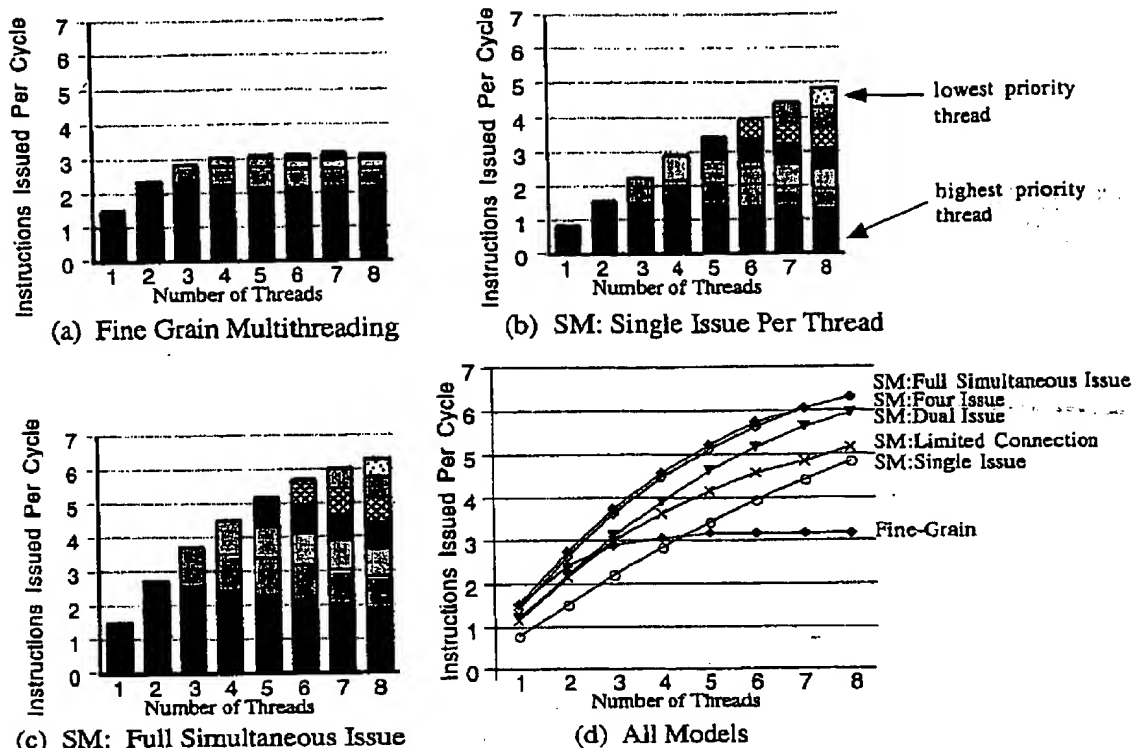 Instructions Issued Per Cycle
7
6
5
4
3
2
1
0
1 2 3 4 5 6 7 8
Number of Threads
(a) Fine Grain Multithreading
Instructions Issued Per Cycle
7
6
5
4
3
2
1
0
1 2 3 4 5 6 7 8
Number of Threads
(b) SM: Single Issue Per Thread
lowest priority
thread
highest priority
thread
Instructions Issued Per Cycle
7
6
5
4
3
2
1
0
1 2 3 4 5 6 7 8
Number of Threads
(c) SM: Full Simultaneous Issue
Instructions Issued Per Cycle
7
6
5
4
3
2
1
0
1 2 3 4 5 6 7 8
Number of Threads
(d) All Models
SM:Full Simultaneous Issue
SM:Four Issue
SM:Dual Issue
SM:Limited Connection
SM:Single Issue
Fine-Grain